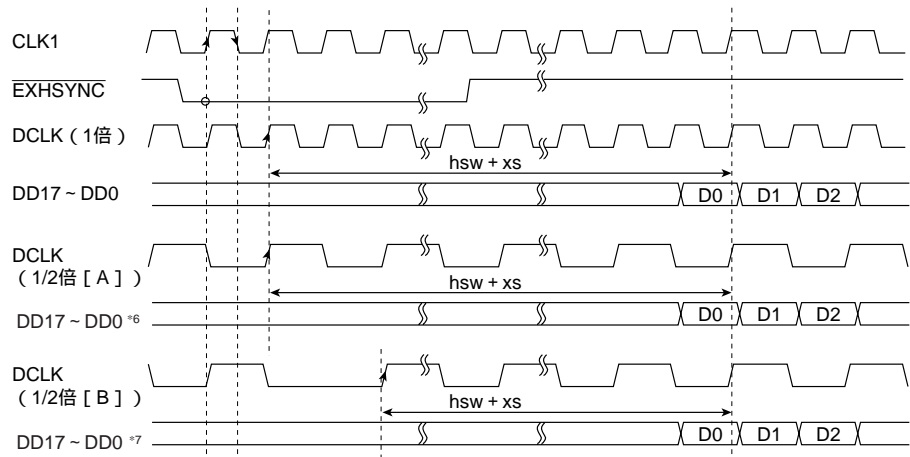 CLK1
EXHSYNC
DCLK（1倍）
hsw + xs
DD17 ~ DD0
D0 D1 D2
DCLK
（1/2倍［A］）
hsw + xs
DD17 ~ DD0 *6
D0 D1 D2
DCLK
（1/2倍［B］）
hsw + xs
DD17 ~ DD0 *7
D0 D1 D2